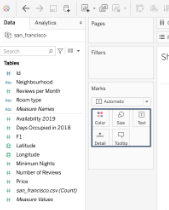 Data
Analytics
Pages
san_francisco
Search
Filters
Tables
Id
Neighbourhood
Reviews per Month
Room type
Measure Names
Availability 2019
Days Occupied in 2018
F1
Latitude
Longitude
Minimum Nights
Number of Reviews
Price
san_francisco.csv (Count)
Measure Values
Marks
Automatic
Color
Size
Text
Detail
Tooltip
Sh